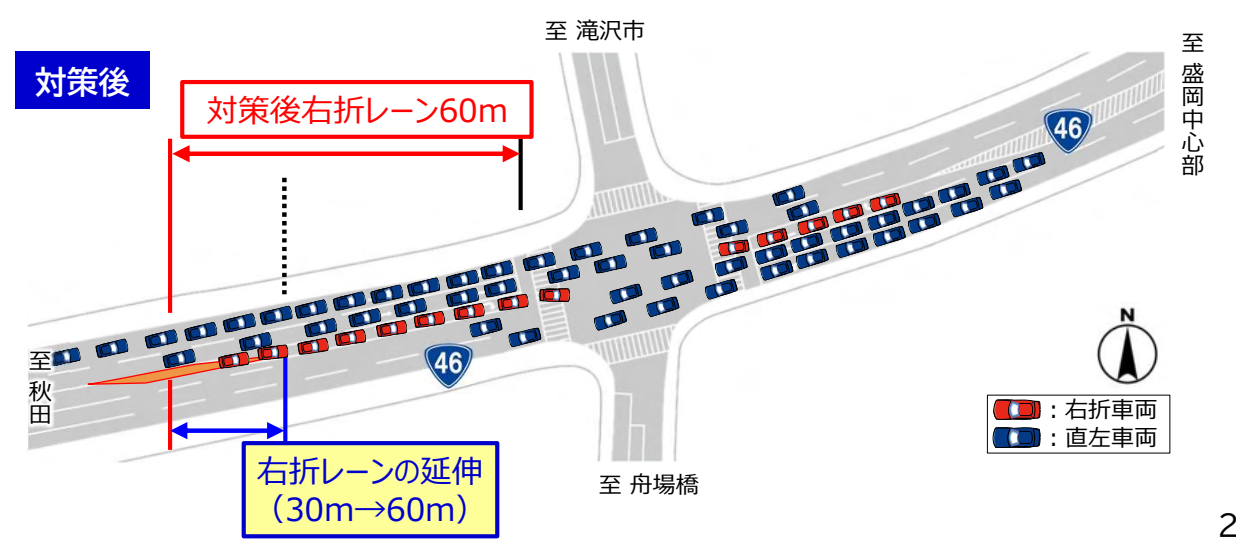 至 滝沢市
対策後
対策後右折レーン60m
46
至 盛岡中心部
至 秋田
46
N
：右折車両
：直左車両
右折レーンの延伸
（30m→60m）
至 舟場橋
2